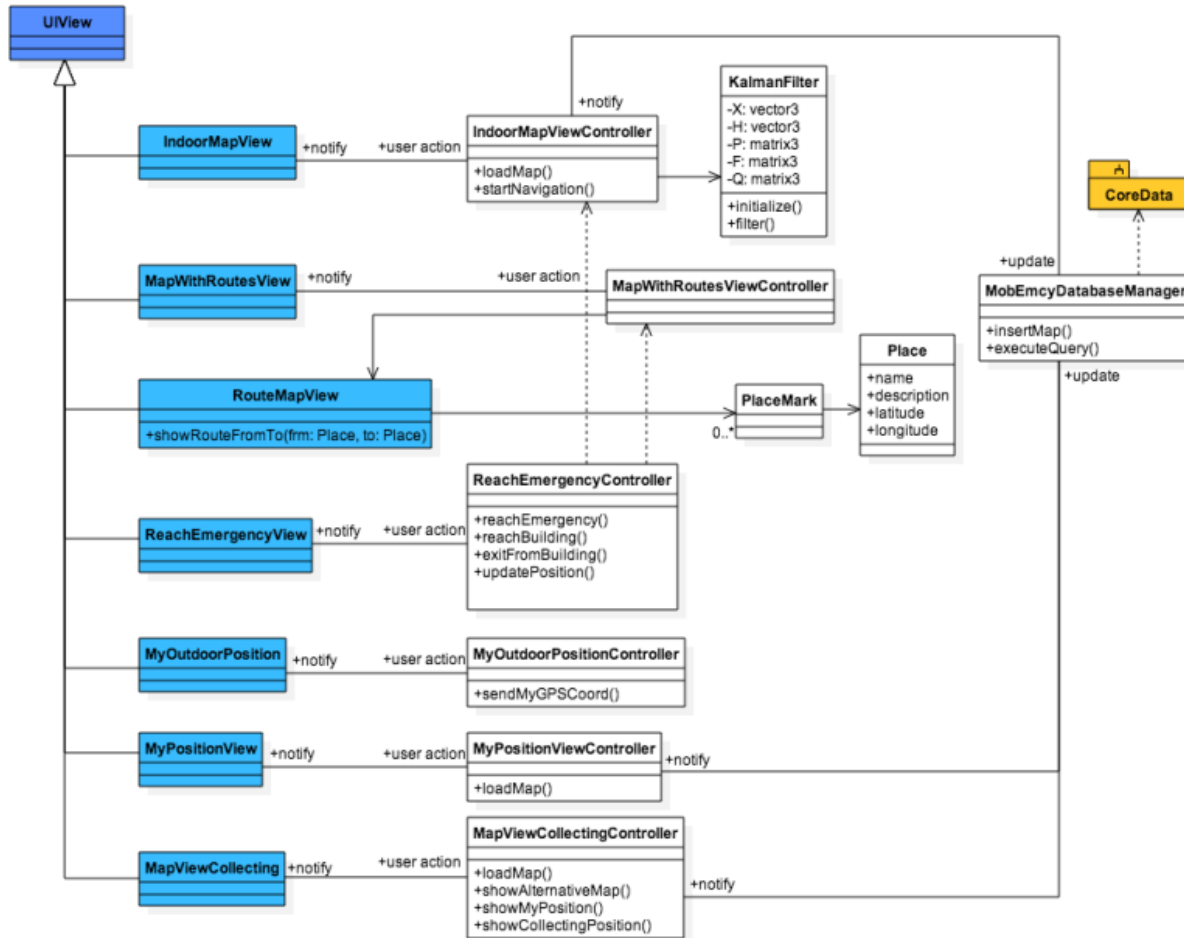 UIView
+notify
KalmanFilter
-X: vector3
-H: vector3
-P: matrix3
-F: matrix3
-Q: matrix3
+initialize()
+filter()
IndoorMapView
+notify
+user action
IndoorMapViewController
+loadMap()
+startNavigation()
CoreData
MapWithRoutesView
+notify
+user action
MapWithRoutesViewController
+update
MobEmcyDatabaseManager
+insertMap()
+executeQuery()
+update
RouteMapView
+showRouteFromTo(frm: Place, to: Place)
PlaceMark
0..*
Place
+name
+description
+latitude
+longitude
ReachEmergencyView
+notify
+user action
ReachEmergencyController
+reachEmergency()
+reachBuilding()
+exitFromBuilding()
+updatePosition()
MyOutdoorPosition
+notify
+user action
MyOutdoorPositionController
+sendMyGPSCoord()
MyPositionView
+notify
+user action
MyPositionViewController
+loadMap()
+notify
MapViewCollecting
+notify
+user action
MapViewCollectingController
+loadMap()
+showAlternativeMap()
+showMyPosition()
+showCollectingPosition()
+notify